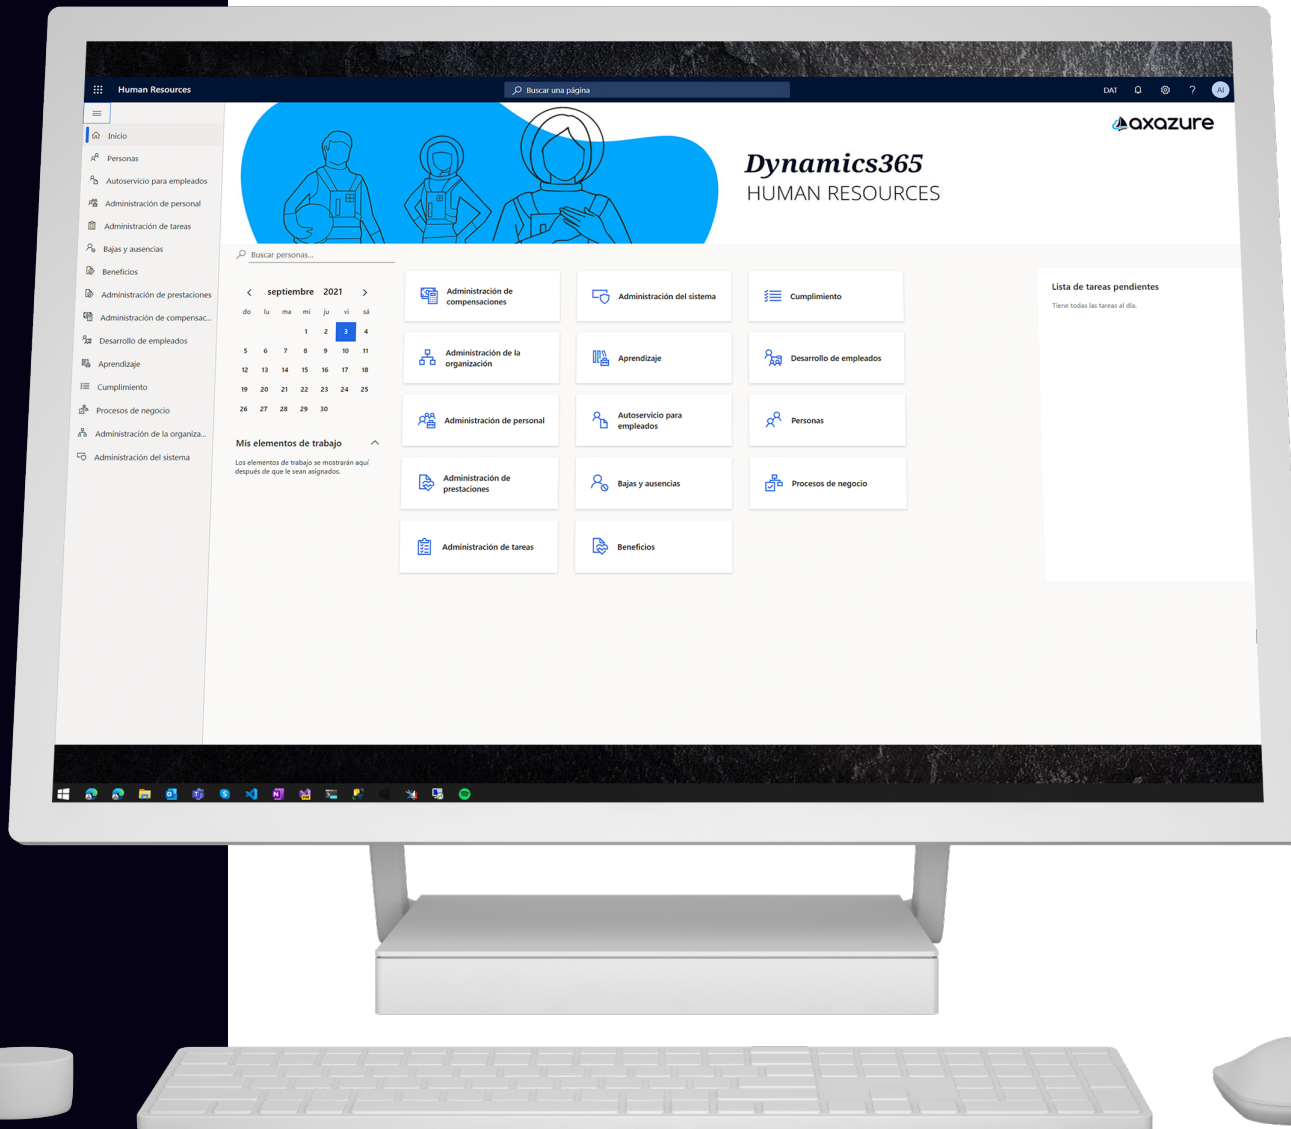 Human Resources
Buscar una página
DAT
?
AI
Inicio
Personas
Autoservicio para empleados
Administración de personal
Administración de tareas
Bajas y ausencias
Beneficios
Administración de prestaciones
Administración de compensac...
Desarrollo de empleados
Aprendizaje
Cumplimiento
Procesos de negocio
Administración de la organiza...
Administración del sistema
axazure
Dynamics365
HUMAN RESOURCES
Buscar personas...
septiembre 2021
do lu ma mi ju vi sá
1 2 3 4
5 6 7 8 9 10 11
12 13 14 15 16 17 18
19 20 21 22 23 24 25
26 27 28 29 30
Mis elementos de trabajo
Los elementos de trabajo se mostrarán aquí
después de que le sean asignados.
Administración de
compensaciones
Administración del sistema
Cumplimiento
Administración de la
organización
Aprendizaje
Desarrollo de empleados
Administración de personal
Autoservicio para
empleados
Personas
Administración de
prestaciones
Bajas y ausencias
Procesos de negocio
Administración de tareas
Beneficios
Lista de tareas pendientes
Tiene todas las tareas al día.